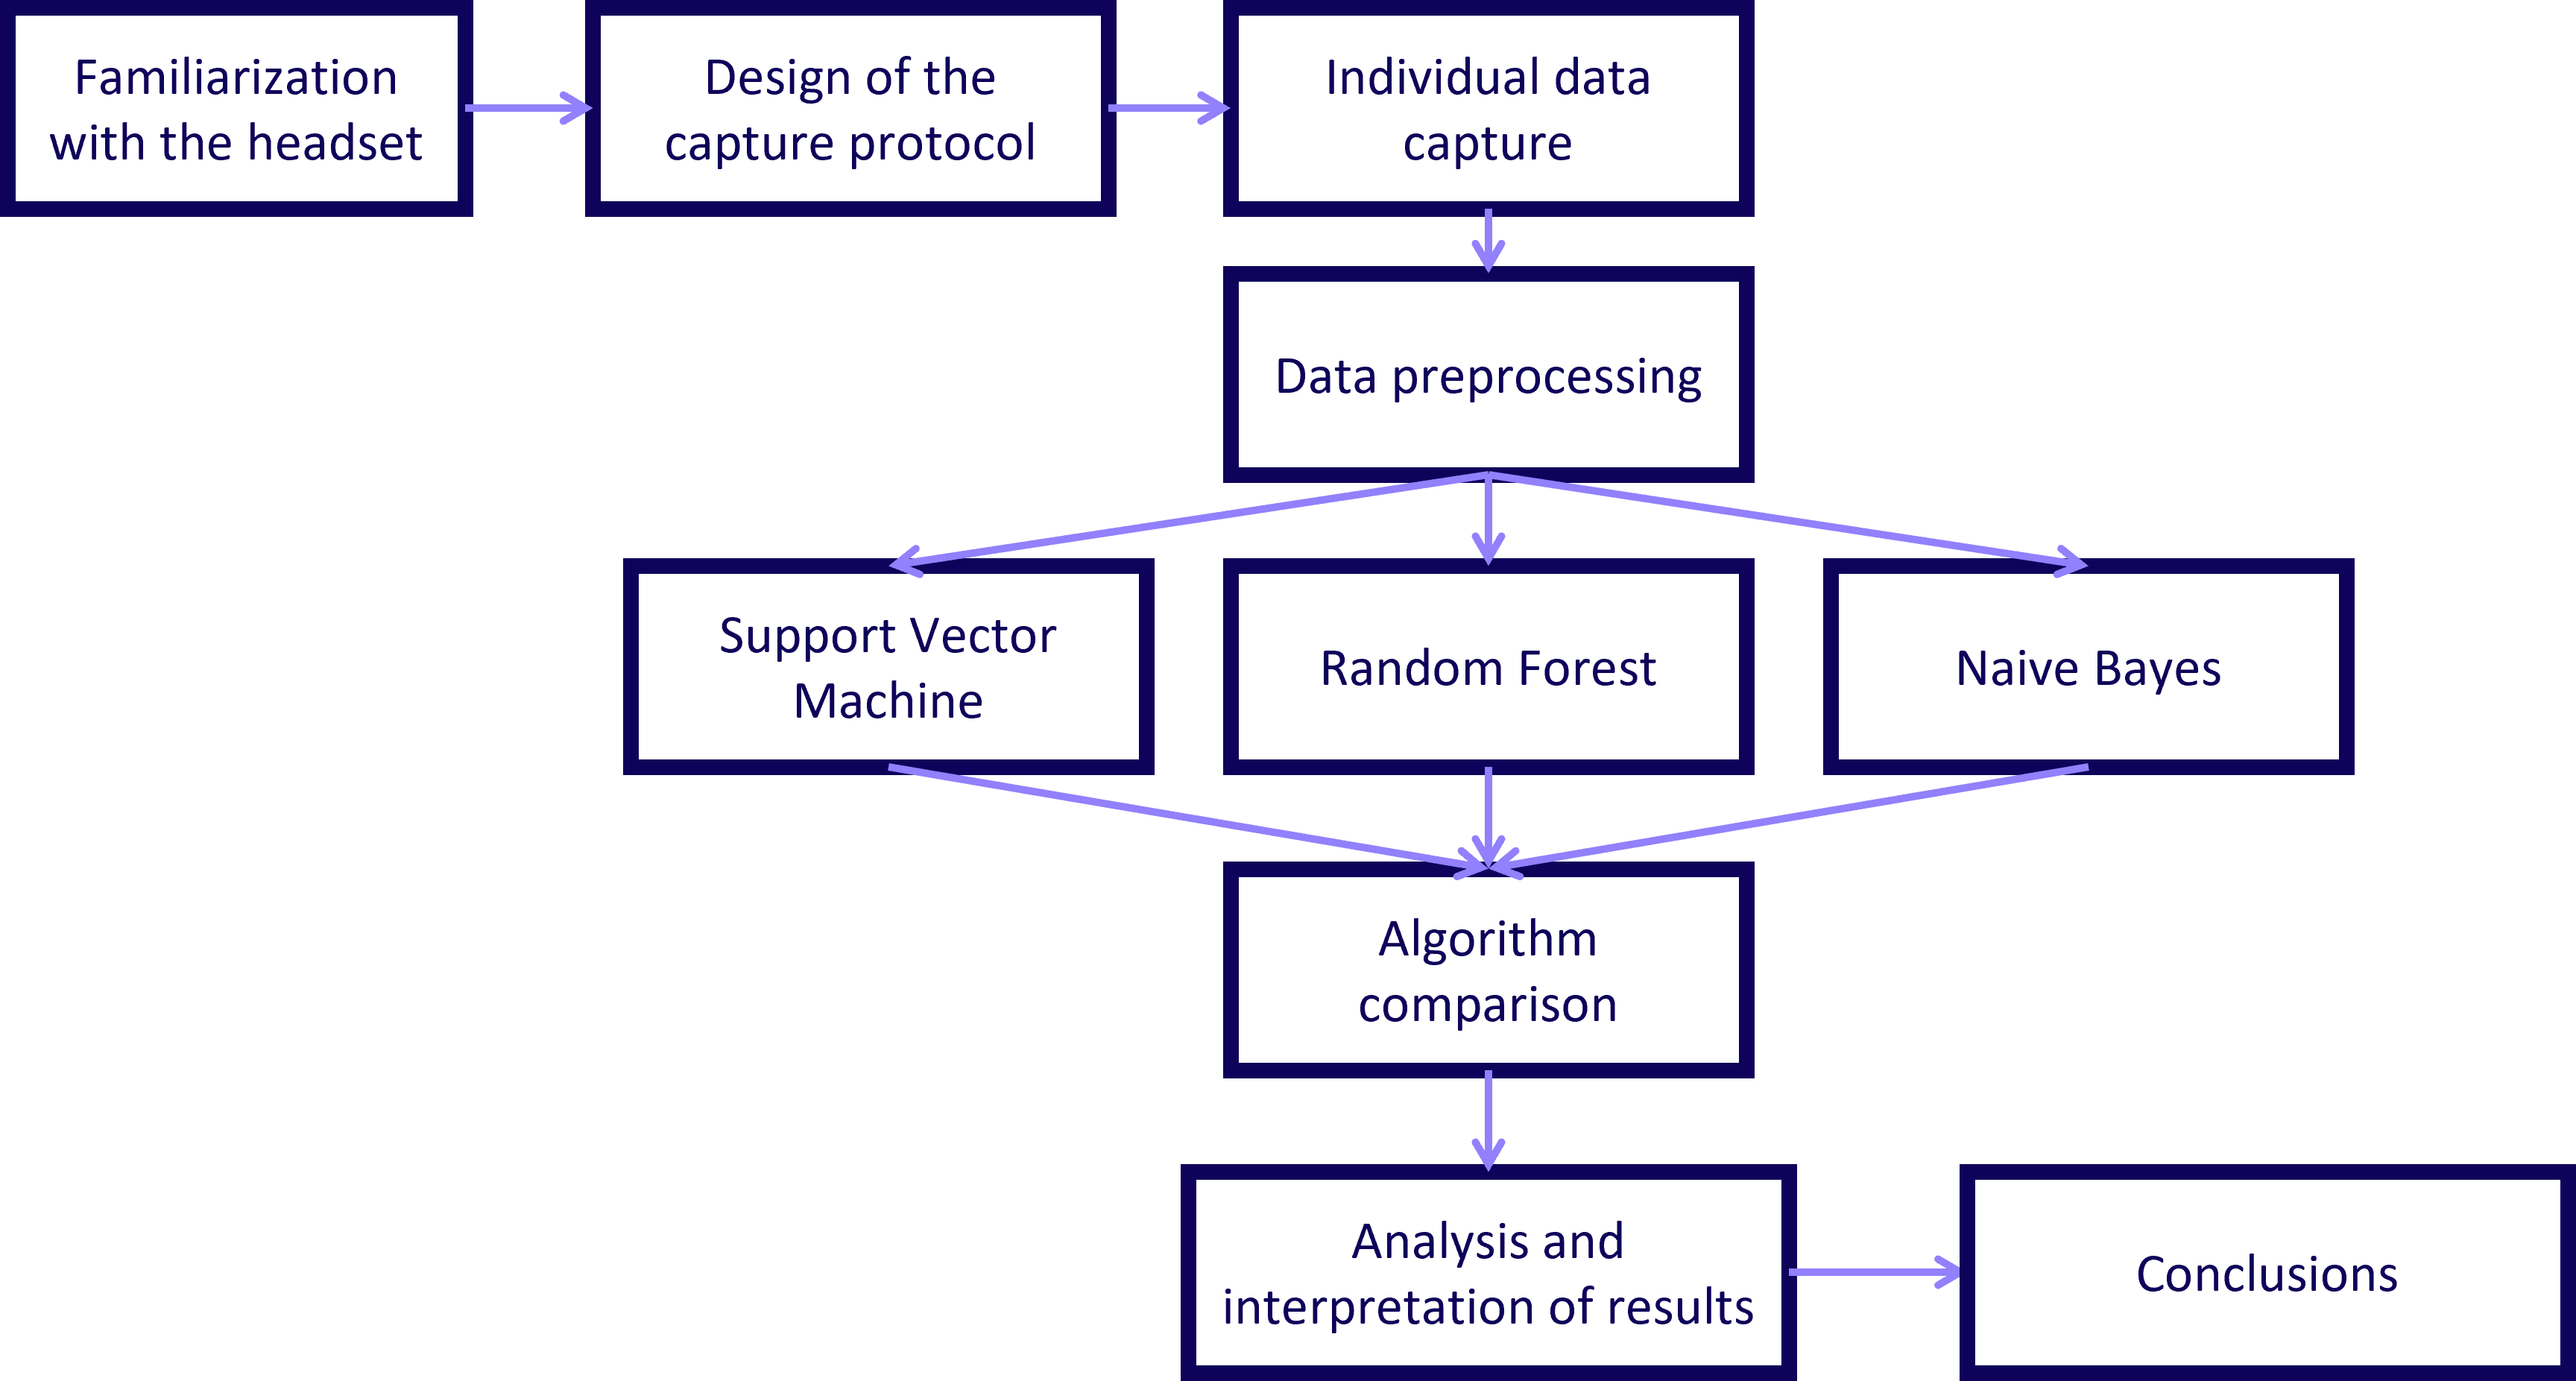 Familiarization
with the headset
Design of the
capture protocol
Individual data
capture
Data preprocessing
Support Vector
Machine
Random Forest
Naive Bayes
Algorithm
comparison
Analysis and
interpretation of results
Conclusions